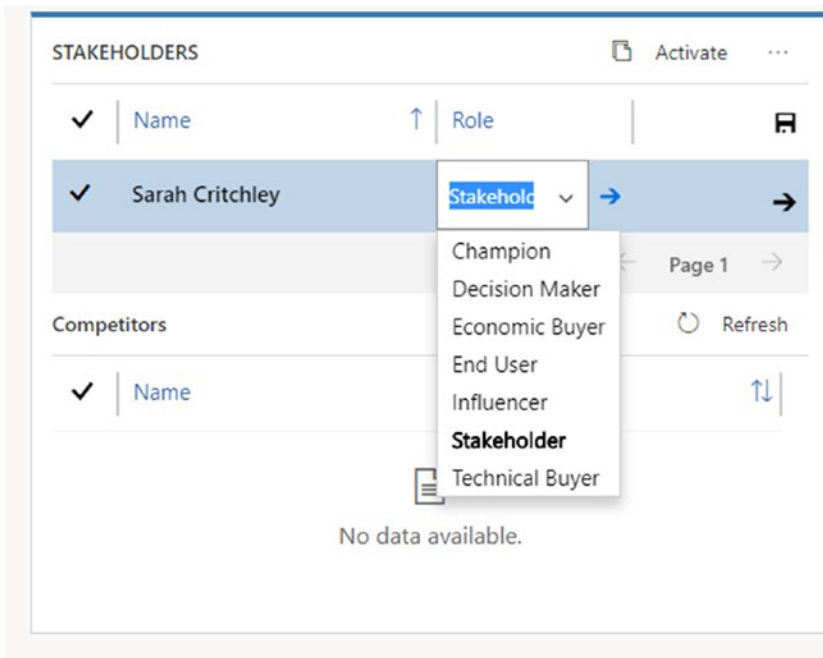 STAKEHOLDERS Activate ...
Name Role
Sarah Critchley Stakehold
Champion
Page 1
Decision Maker
Economic Buyer
Competitors Refresh
End User
Name
Influencer
Stakeholder
Technical Buyer
No data available.